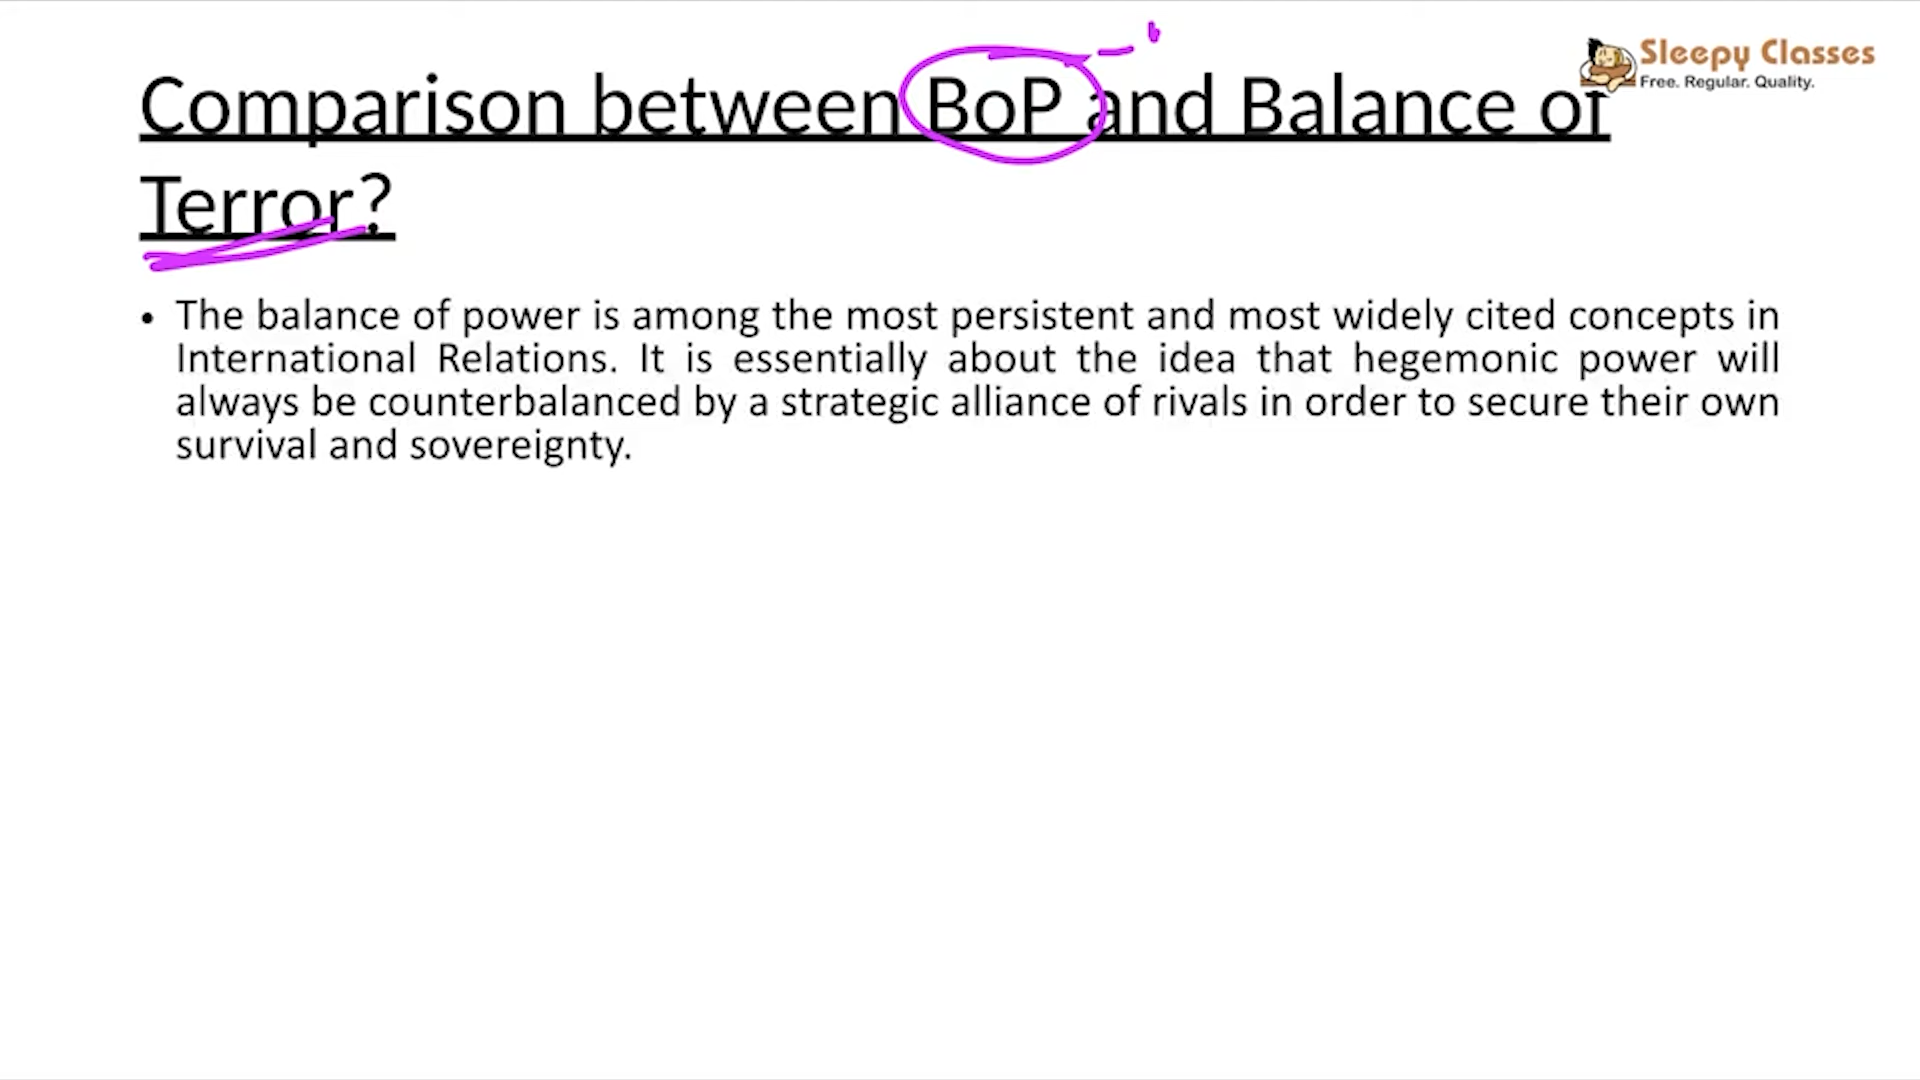 Sleepy Classes
Free. Regular. Quality.
Comparison between BoP and Balance of
Terror?
• The balance of power is among the most persistent and most widely cited concepts in
International Relations. It is essentially about the idea that hegemonic power will
always be counterbalanced by a strategic alliance of rivals in order to secure their own
survival and sovereignty.